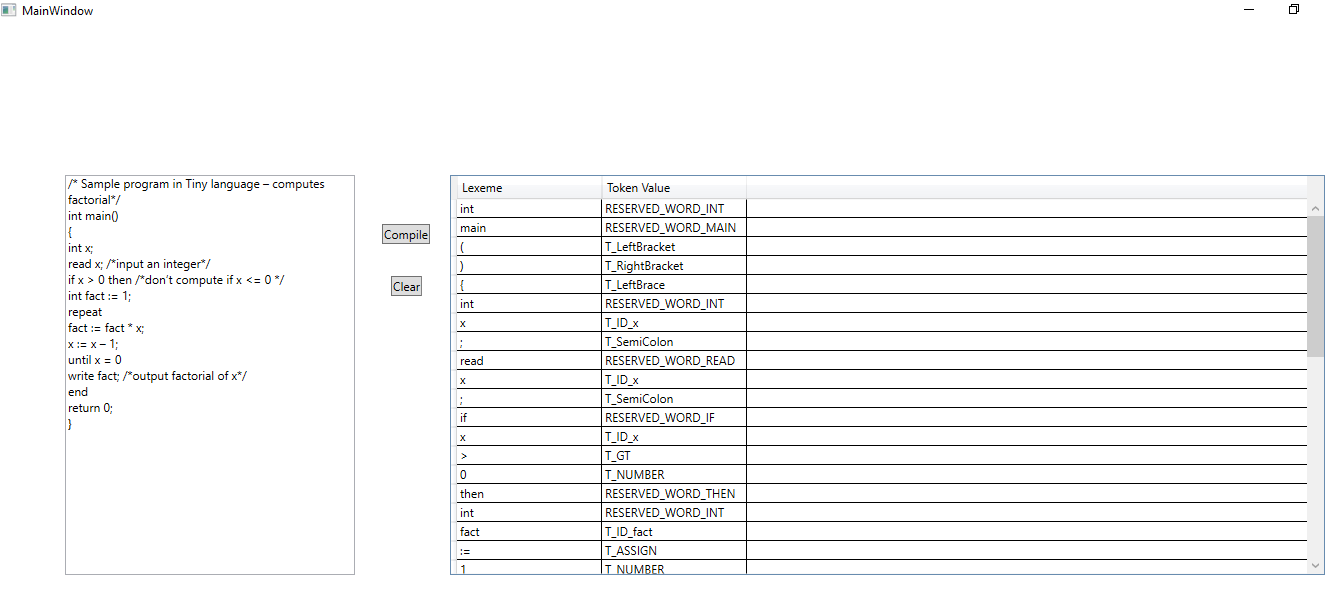 MainWindow
/* Sample program in Tiny language – computes
factorial*/
int main()
{
int x;
read x; /*input an integer*/
if x > 0 then /*don’t compute if x <= 0 */
int fact := 1;
repeat
fact := fact * x;
x := x – 1;
until x = 0
write fact; /*output factorial of x*/
end
return 0;
}
Compile
Clear
Lexeme Token Value
int RESERVED_WORD_INT
main RESERVED_WORD_MAIN
( T_LeftBracket
) T_RightBracket
{ T_LeftBrace
int RESERVED_WORD_INT
x T_ID_x
; T_SemiColon
read RESERVED_WORD_READ
x T_ID_x
; T_SemiColon
if RESERVED_WORD_IF
x T_ID_x
> T_GT
0 T_NUMBER
then RESERVED_WORD_THEN
int RESERVED_WORD_INT
fact T_ID_fact
:= T_ASSIGN
1 T_NUMBER